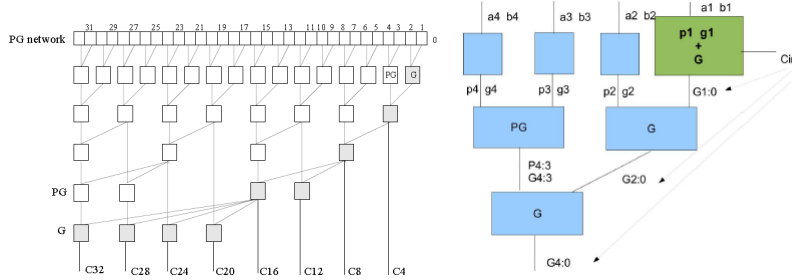 31 29 27 25 23 21 19 17 15 13 11 10 9 8 7 6 5 4 3 2 1
PG network
0
PG G
PG
G
C32 C28 C24 C20 C16 C12 C8 C4
a4 b4 a3 b3 a2 b2 a1 b1
p1 g1
+
G
Cin
p4 g4 p3 g3 p2 g2 G1:0
PG G
P4:3
G4:3
G2:0
G
G4:0